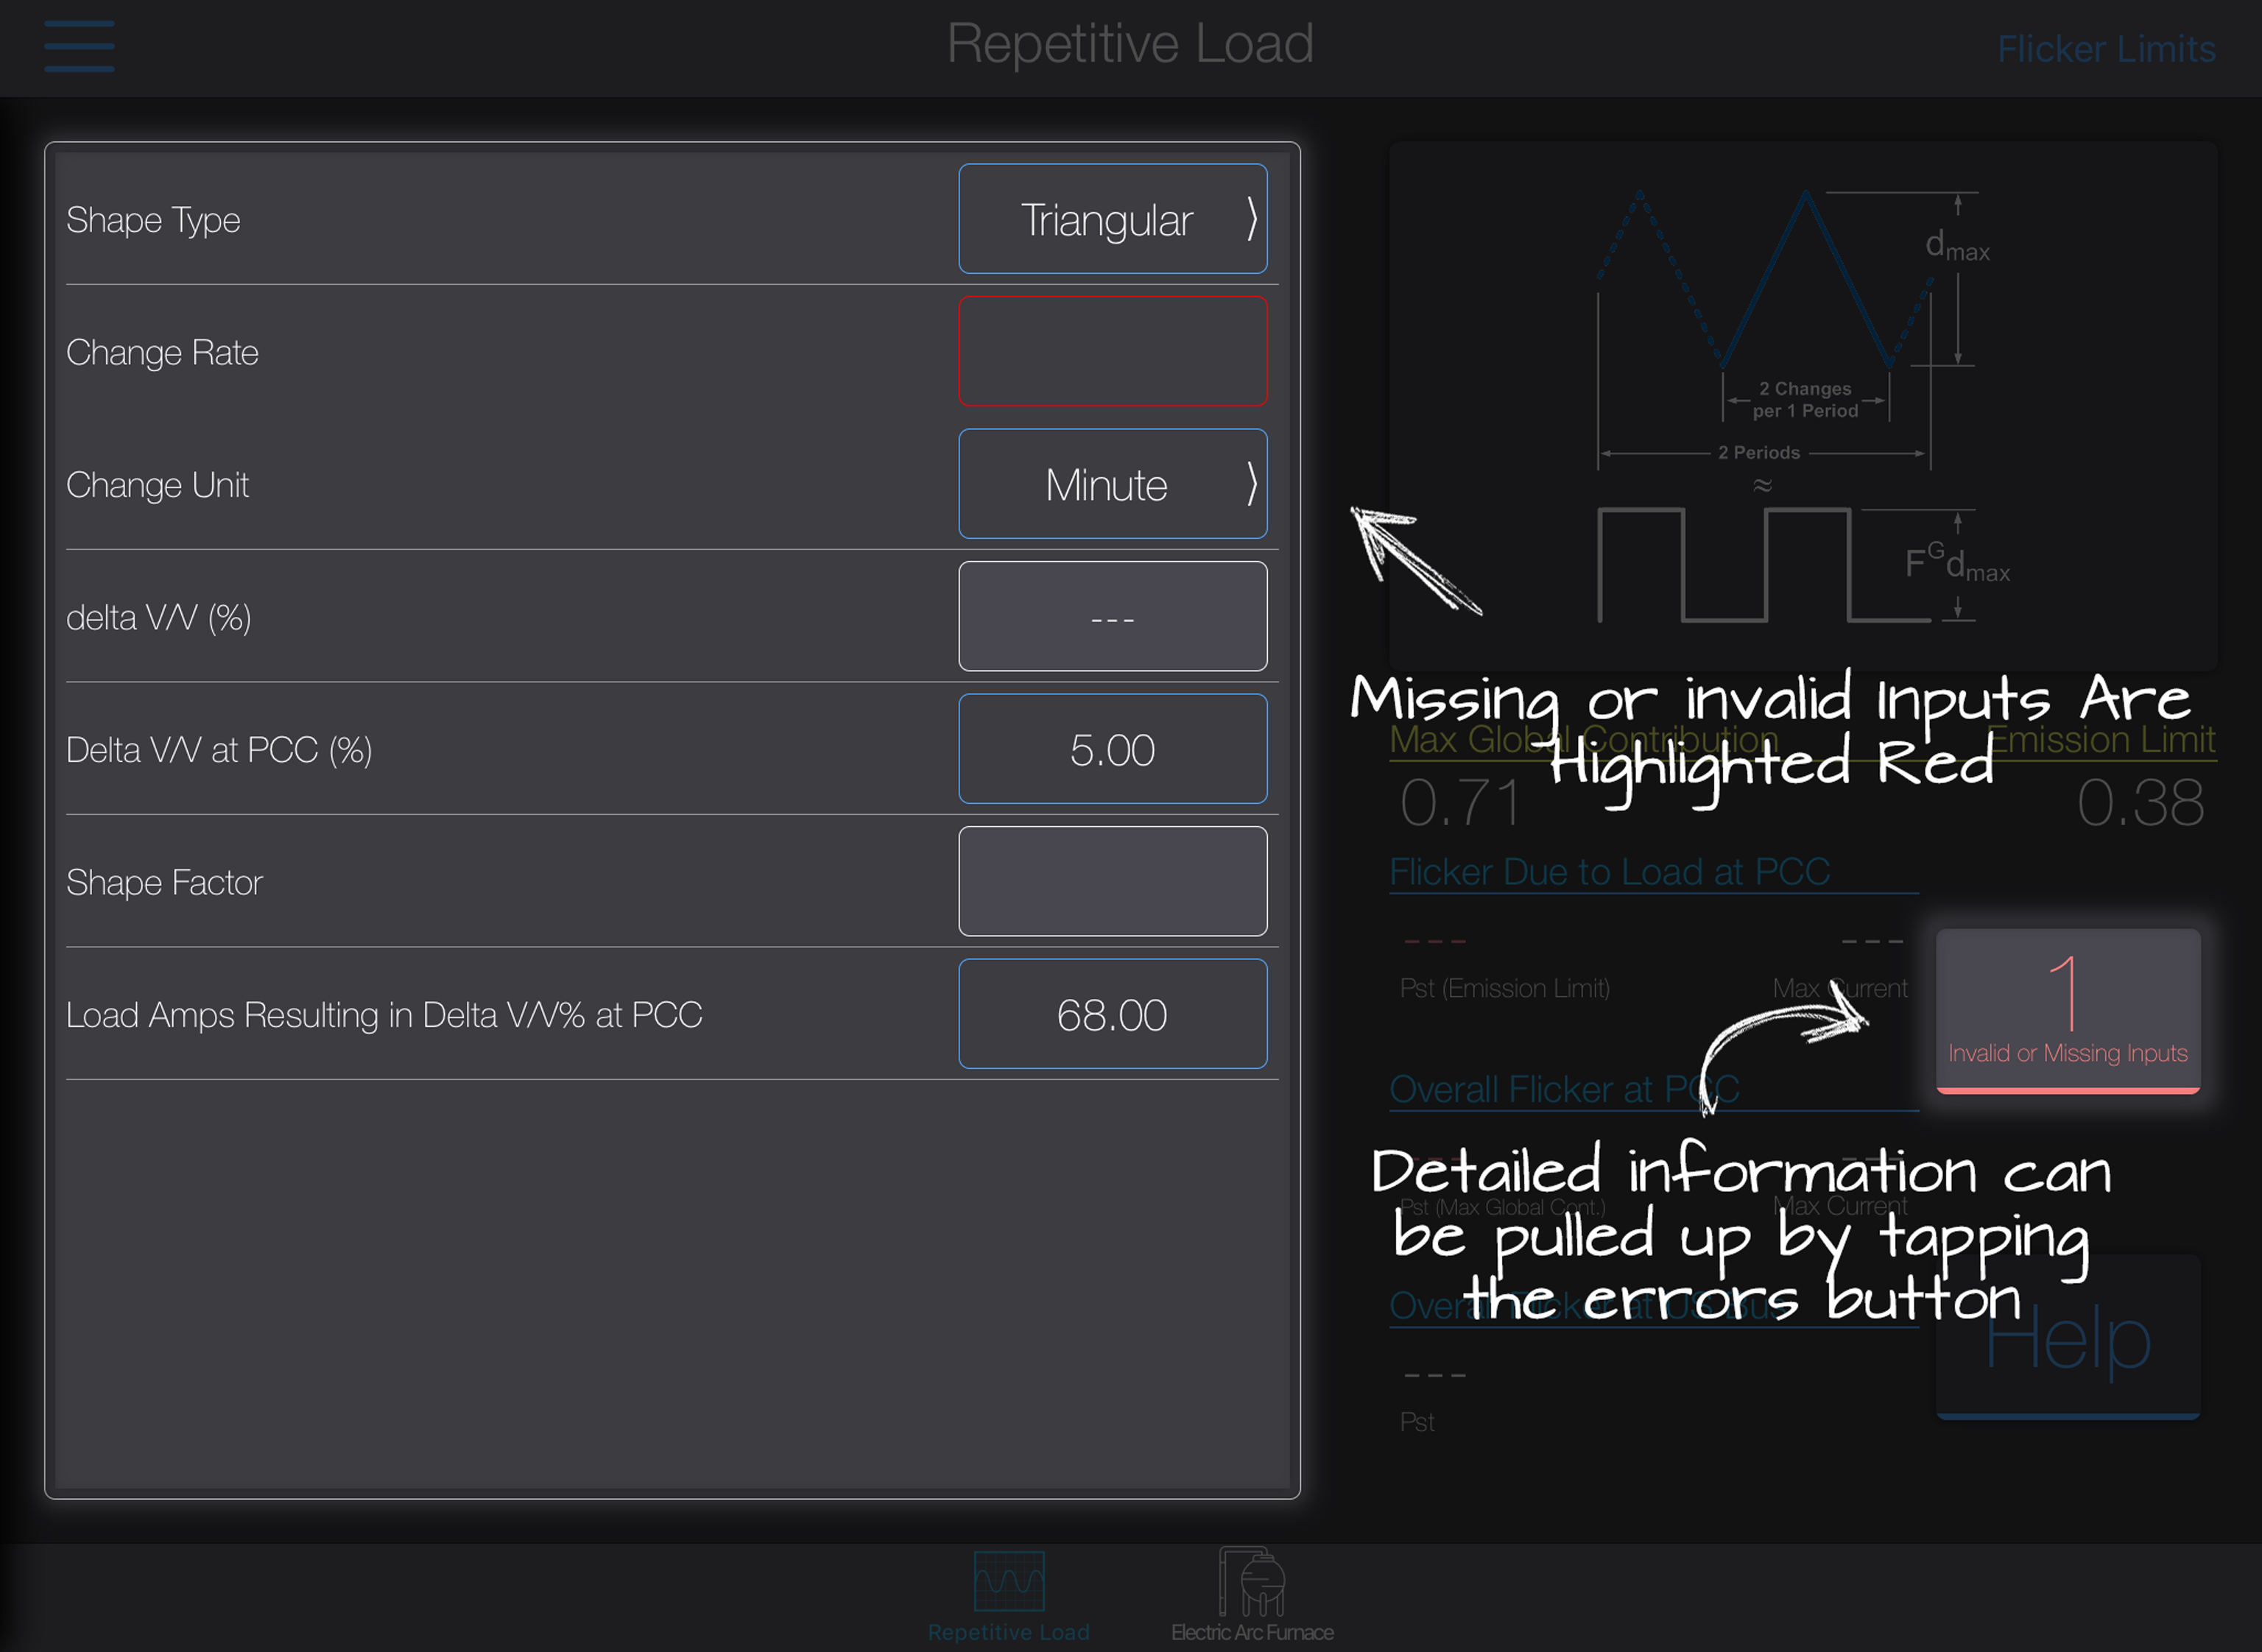 Repetitive Load
Flicker Limits
Shape Type
Triangular ⟩
Change Rate
Change Unit
Minute ⟩
delta V/V (%)
---
Delta V/V at PCC (%)
5.00
Shape Factor
Load Amps Resulting in Delta V/V% at PCC
68.00
dmax
2 Changes
per 1 Period
2 Periods
≈
FGdmax
Missing or invalid Inputs Are
Highlighted Red
Max Global Contribution
Emission Limit
0.71
0.38
Flicker Due to Load at PCC
---
---
Pst (Emission Limit)
Max Current
1
Invalid or Missing Inputs
Overall Flicker at PCC
Detailed information can
be pulled up by tapping
the errors button
---
---
Pst (Max Global Cont.)
Max Current
Overall Flicker at US Bus
---
Pst
Help
Repetitive Load
Electric Arc Furnace